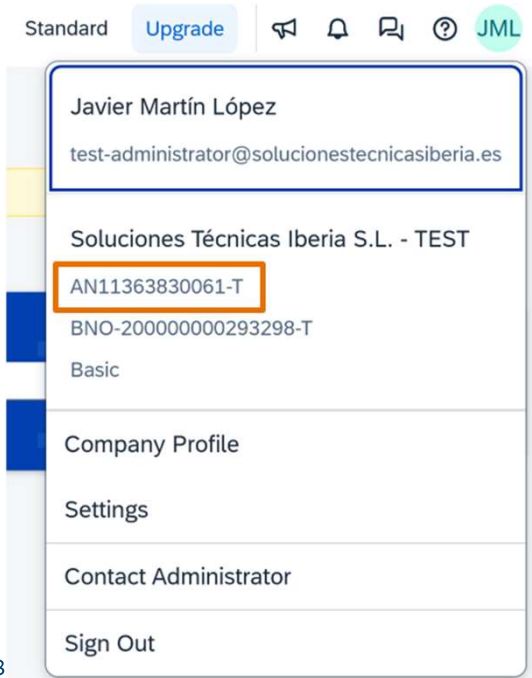 Standard Upgrade JML
Javier Martín López
test-administrator@solucionestecnicasiberia.es
Soluciones Técnicas Iberia S.L. - TEST
AN11363830061-T
BNO-200000000293298-T
Basic
Company Profile
Settings
Contact Administrator
Sign Out
3